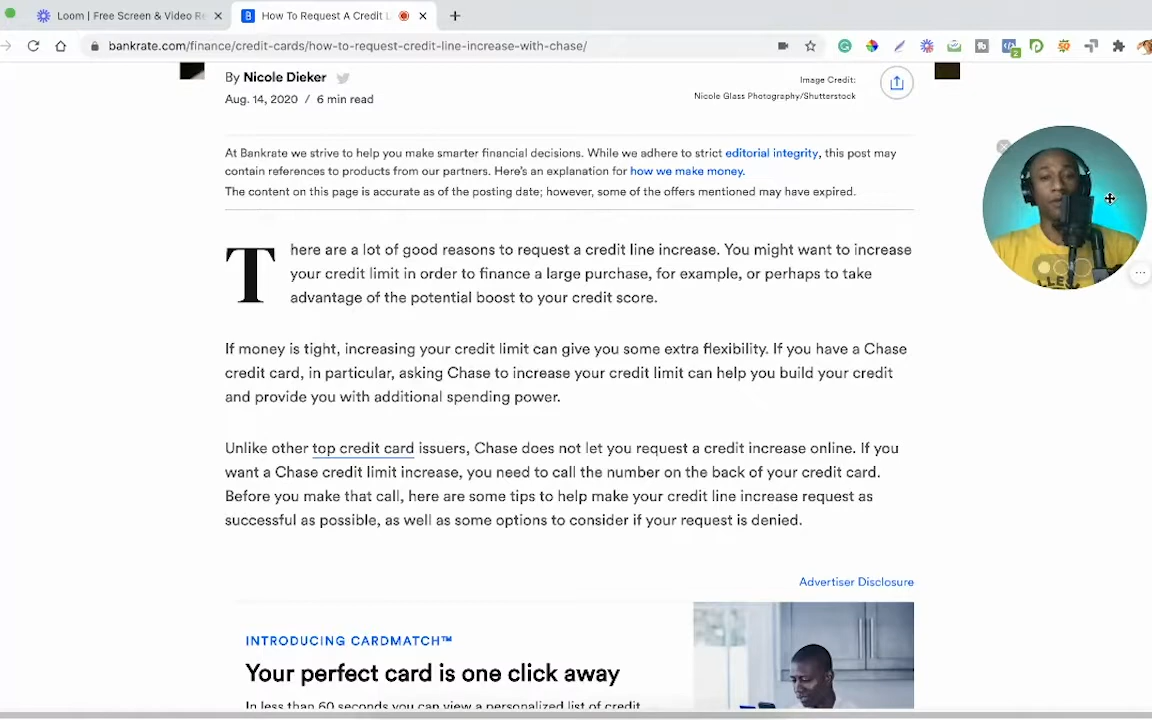 Loom | Free Screen & Video Re
How To Request A Credit L
bankrate.com/finance/credit-cards/how-to-request-credit-line-increase-with-chase/
2
By Nicole Dieker
Aug. 14, 2020 / 6 min read
Image Credit:
Nicole Glass Photography/Shutterstock
At Bankrate we strive to help you make smarter financial decisions. While we adhere to strict editorial integrity, this post may
contain references to products from our partners. Here's an explanation for how we make money.
The content on this page is accurate as of the posting date; however, some of the offers mentioned may have expired.
There are a lot of good reasons to request a credit line increase. You might want to increase
your credit limit in order to finance a large purchase, for example, or perhaps to take
advantage of the potential boost to your credit score.
If money is tight, increasing your credit limit can give you some extra flexibility. If you have a Chase
credit card, in particular, asking Chase to increase your credit limit can help you build your credit
and provide you with additional spending power.
Unlike other top credit card issuers, Chase does not let you request a credit increase online. If you
want a Chase credit limit increase, you need to call the number on the back of your credit card.
Before you make that call, here are some tips to help make your credit line increase request as
successful as possible, as well as some options to consider if your request is denied.
Advertiser Disclosure
INTRODUCING CARDMATCH™
Your perfect card is one click away
In less than 60 seconds you can view a personalized list of credit